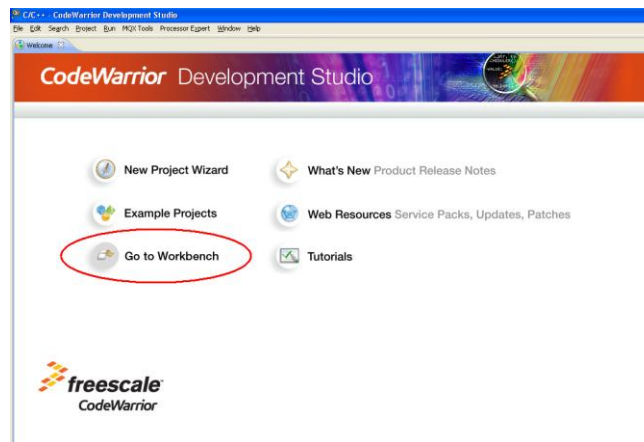 C/C++ - CodeWarrior Development Studio
File Edit Search Project Run MQX Tools Processor Expert Window Help
Welcome
CodeWarrior Development Studio
New Project Wizard
What's New Product Release Notes
Example Projects
Web Resources Service Packs, Updates, Patches
Go to Workbench
Tutorials
freescale
CodeWarrior